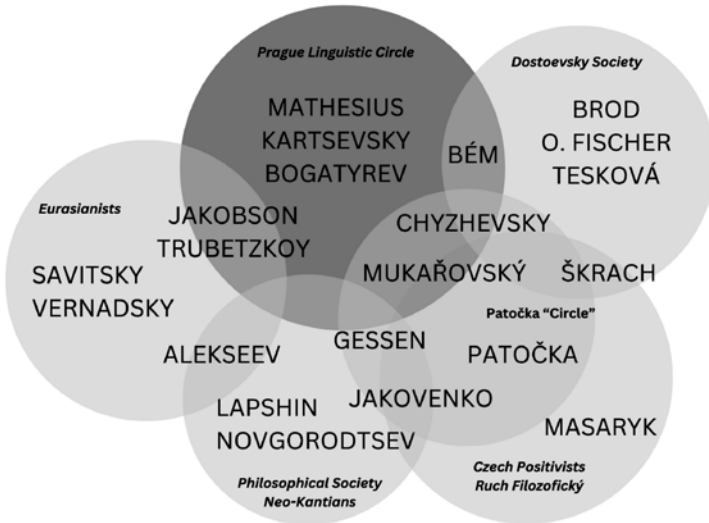 Prague Linguistic Circle
Dostoevsky Society
MATHESIUS
KARTSEVSKY
BOGATYREV
BÉM
BROD
O. FISCHER
TESKOVÁ
Eurasianists
JAKOBSON
TRUBETZKOY
CHYZHEVSKY
SAVITSKY
VERNADSKY
MUKAŘOVSKÝ
ŠKRACH
Patočka “Circle”
ALEKSEEV
GESSEN
PATOČKA
LAPSHIN
NOVGORODTSEV
JAKOVENKO
MASARYK
Philosophical Society
Neo-Kantians
Czech Positivists
Ruch Filozofický